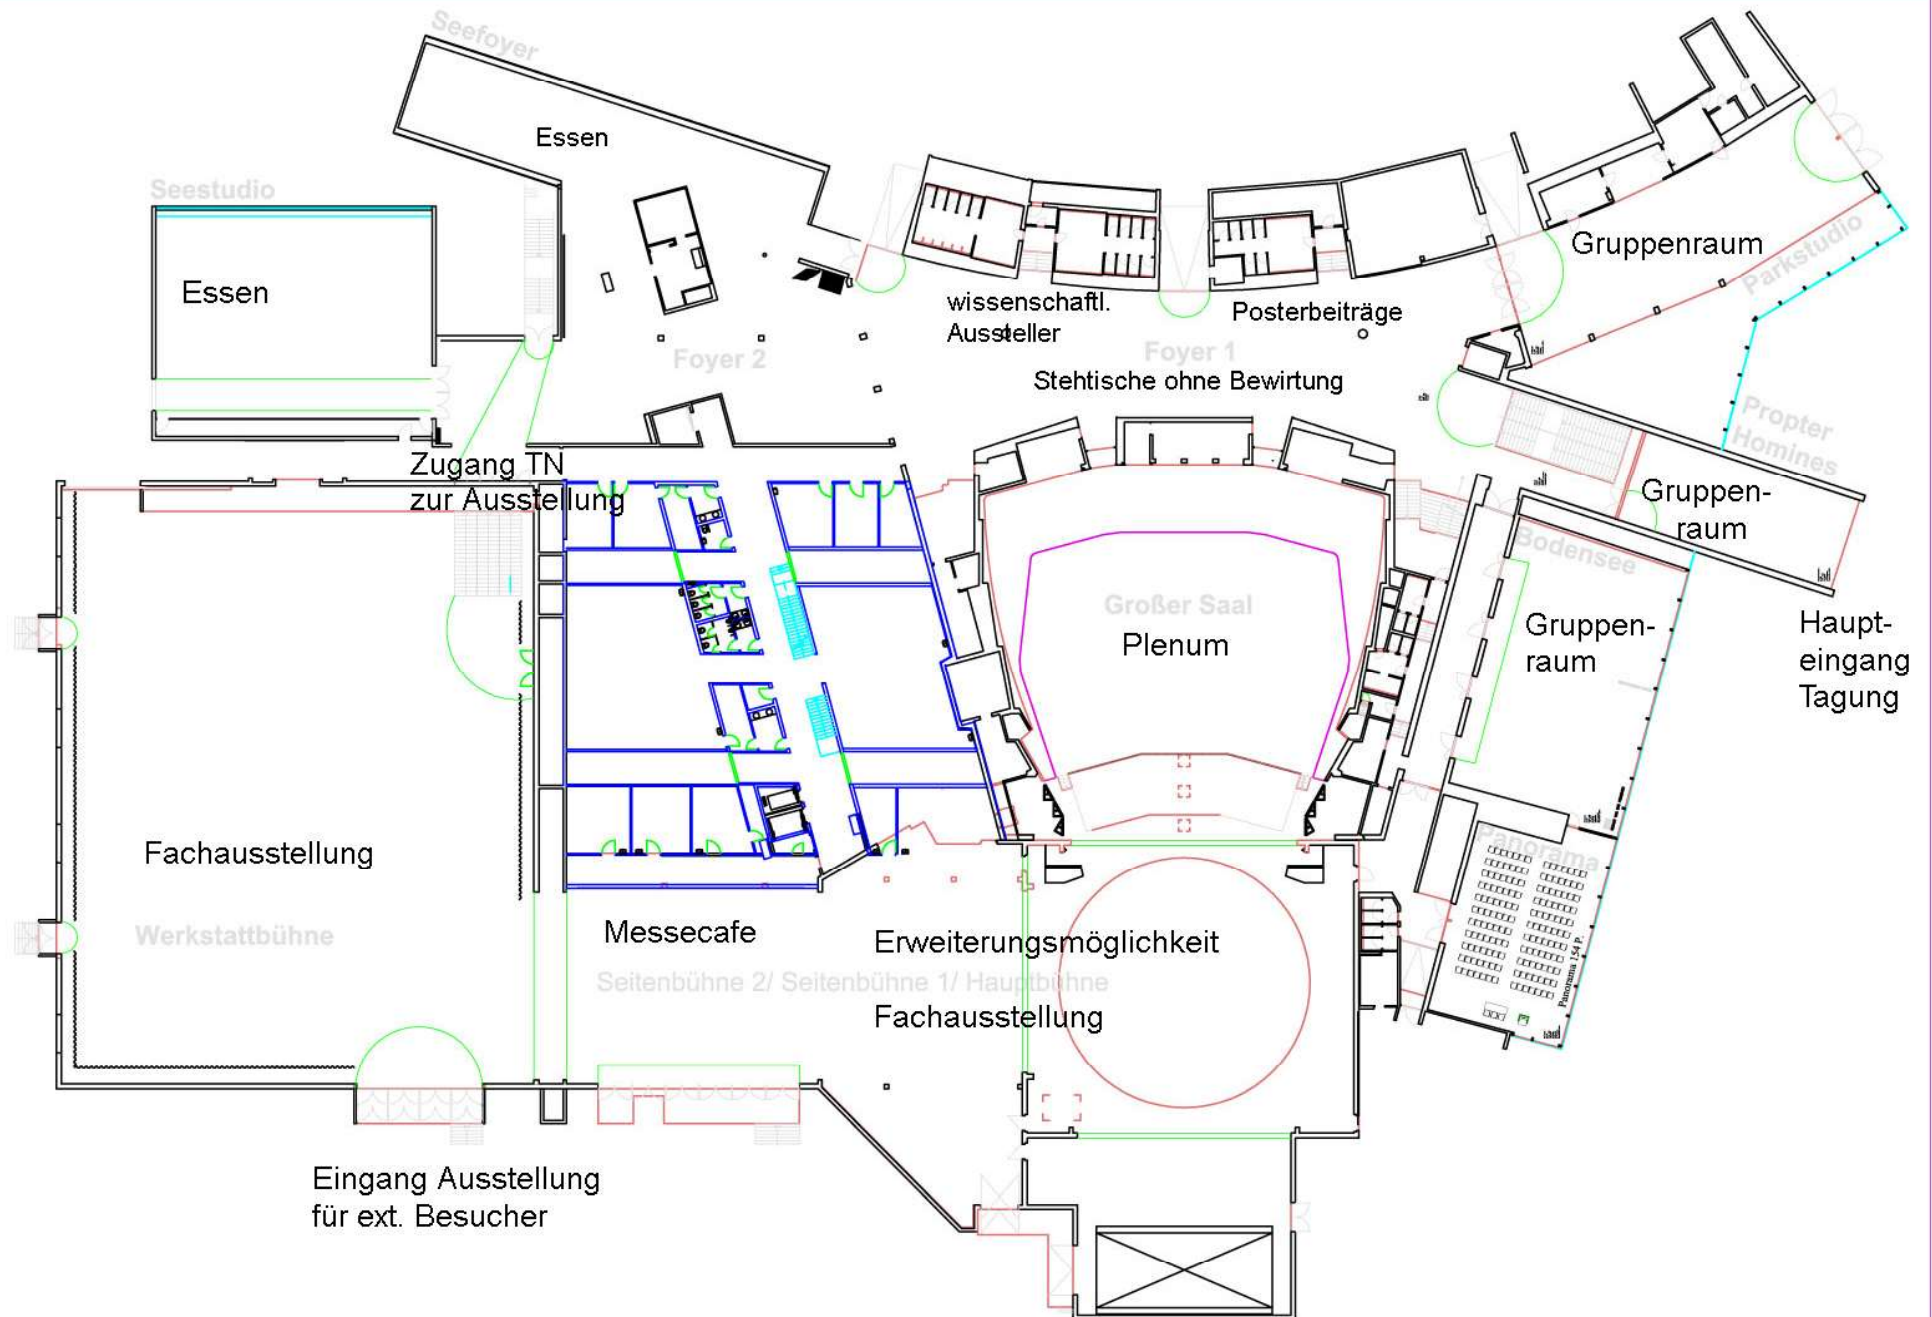 Seefoyer
Essen
Seestudio
Essen
Gruppenraum
Parkstudio
wissenschaftl.
Aussteller
Posterbeiträge
Foyer 2
Foyer 1
Stehtische ohne Bewirtung
Propter
Homines
Zugang TN
zur Ausstellung
Gruppen-
raum
Bodensee
Großer Saal
Plenum
Gruppen-
raum
Haupt-
eingang
Tagung
Fachausstellung
Panorama
Werkstattbühne
Messecafe
Erweiterungsmöglichkeit
Seitenbühne 2/ Seitenbühne 1/ Hauptbühne
Fachausstellung
Panorama 154 P.
Eingang Ausstellung
für ext. Besucher